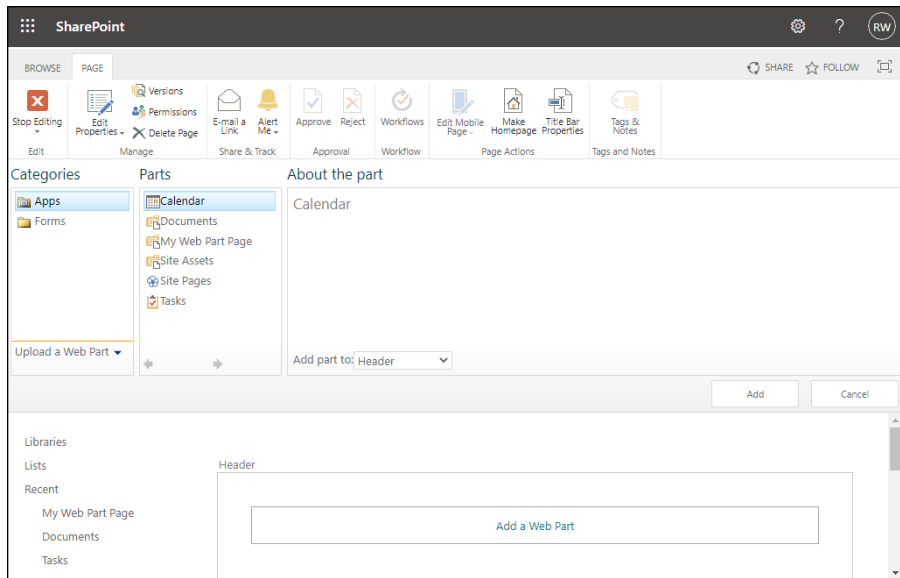 SharePoint
?
RW
BROWSE PAGE
SHARE FOLLOW
Stop Editing
Edit
Edit Properties
Versions
Permissions
Delete Page
Manage
E-mail a Link
Alert Me
Share & Track
Approve
Reject
Approval
Workflows
Workflow
Edit Mobile Page
Make Homepage
Title Bar Properties
Page Actions
Tags & Notes
Tags and Notes
Categories
Apps
Forms
Upload a Web Part
Parts
Calendar
Documents
My Web Part Page
Site Assets
Site Pages
Tasks
About the part
Calendar
Add part to: Header
Add Cancel
Libraries
Lists
Recent
My Web Part Page
Documents
Tasks
Header
Add a Web Part